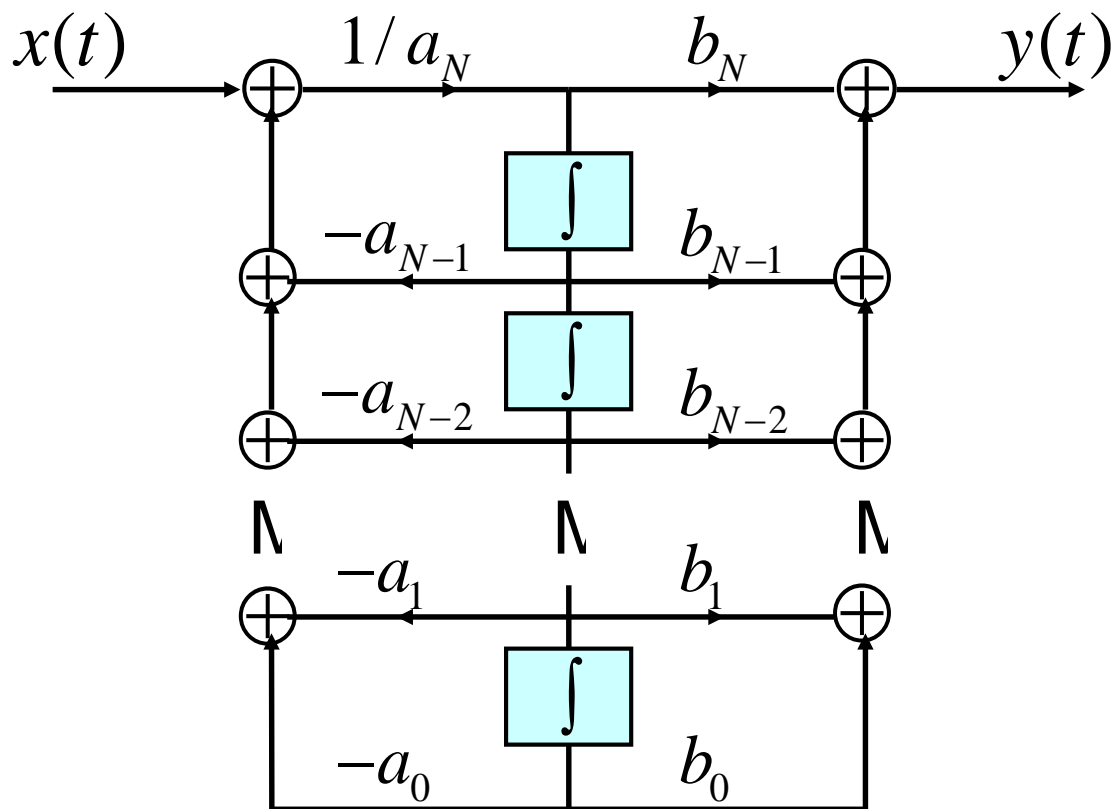 x(t) 1/a_N b_N y(t)
∫
−a_{N−1} b_{N−1}
∫
−a_{N−2} b_{N−2}
M M M
−a_1 b_1
∫
−a_0 b_0